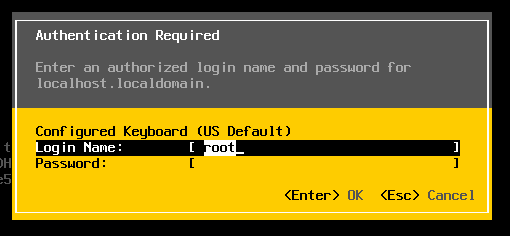 Authentication Required
Enter an authorized login name and password for
localhost.localdomain.
Configured Keyboard (US Default)
Login Name: [ root_ ]
Password: [ ]
<Enter> OK <Esc> Cancel